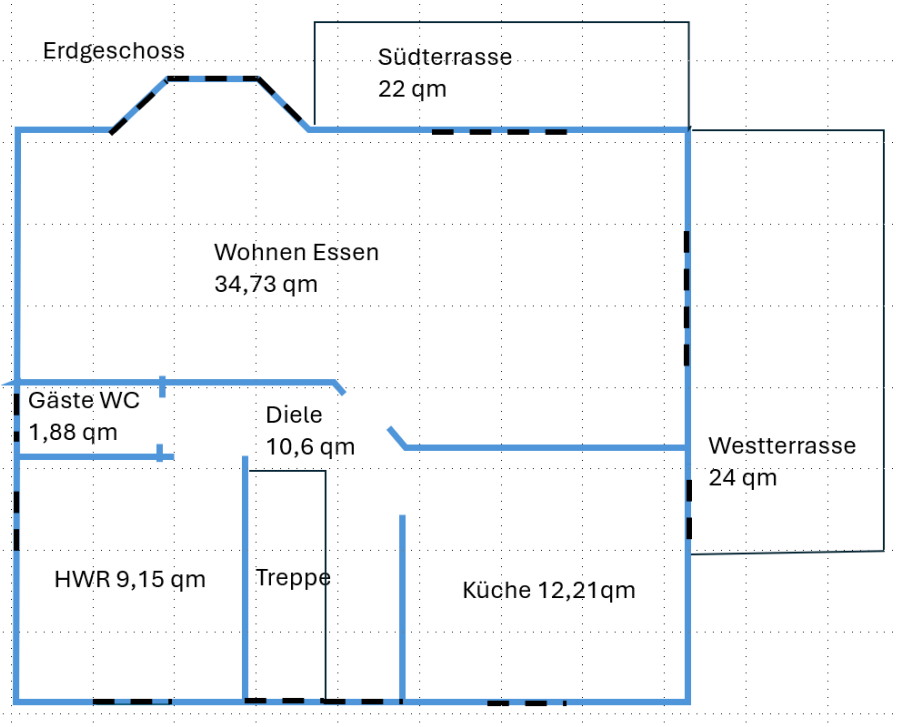 Erdgeschoss
Südterrasse
22 qm
Wohnen Essen
34,73 qm
Gäste WC
1,88 qm
Diele
10,6 qm
Westterrasse
24 qm
HWR 9,15 qm
Treppe
Küche 12,21qm